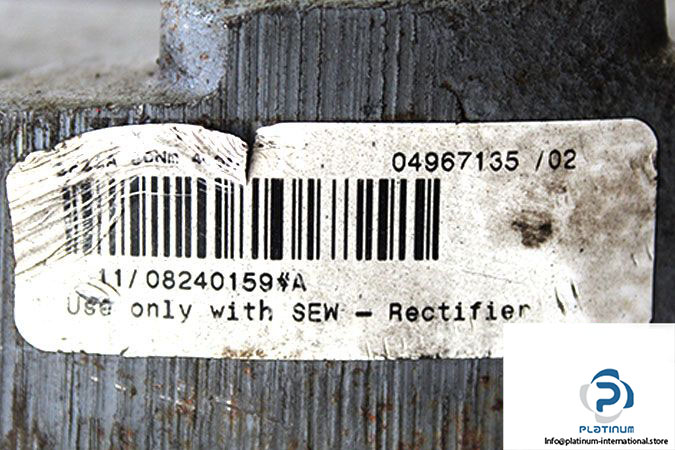 04967135 /02
11/08240159*A
Use only with SEW - Rectifier
PLATINUM
Info@platinum-international.store